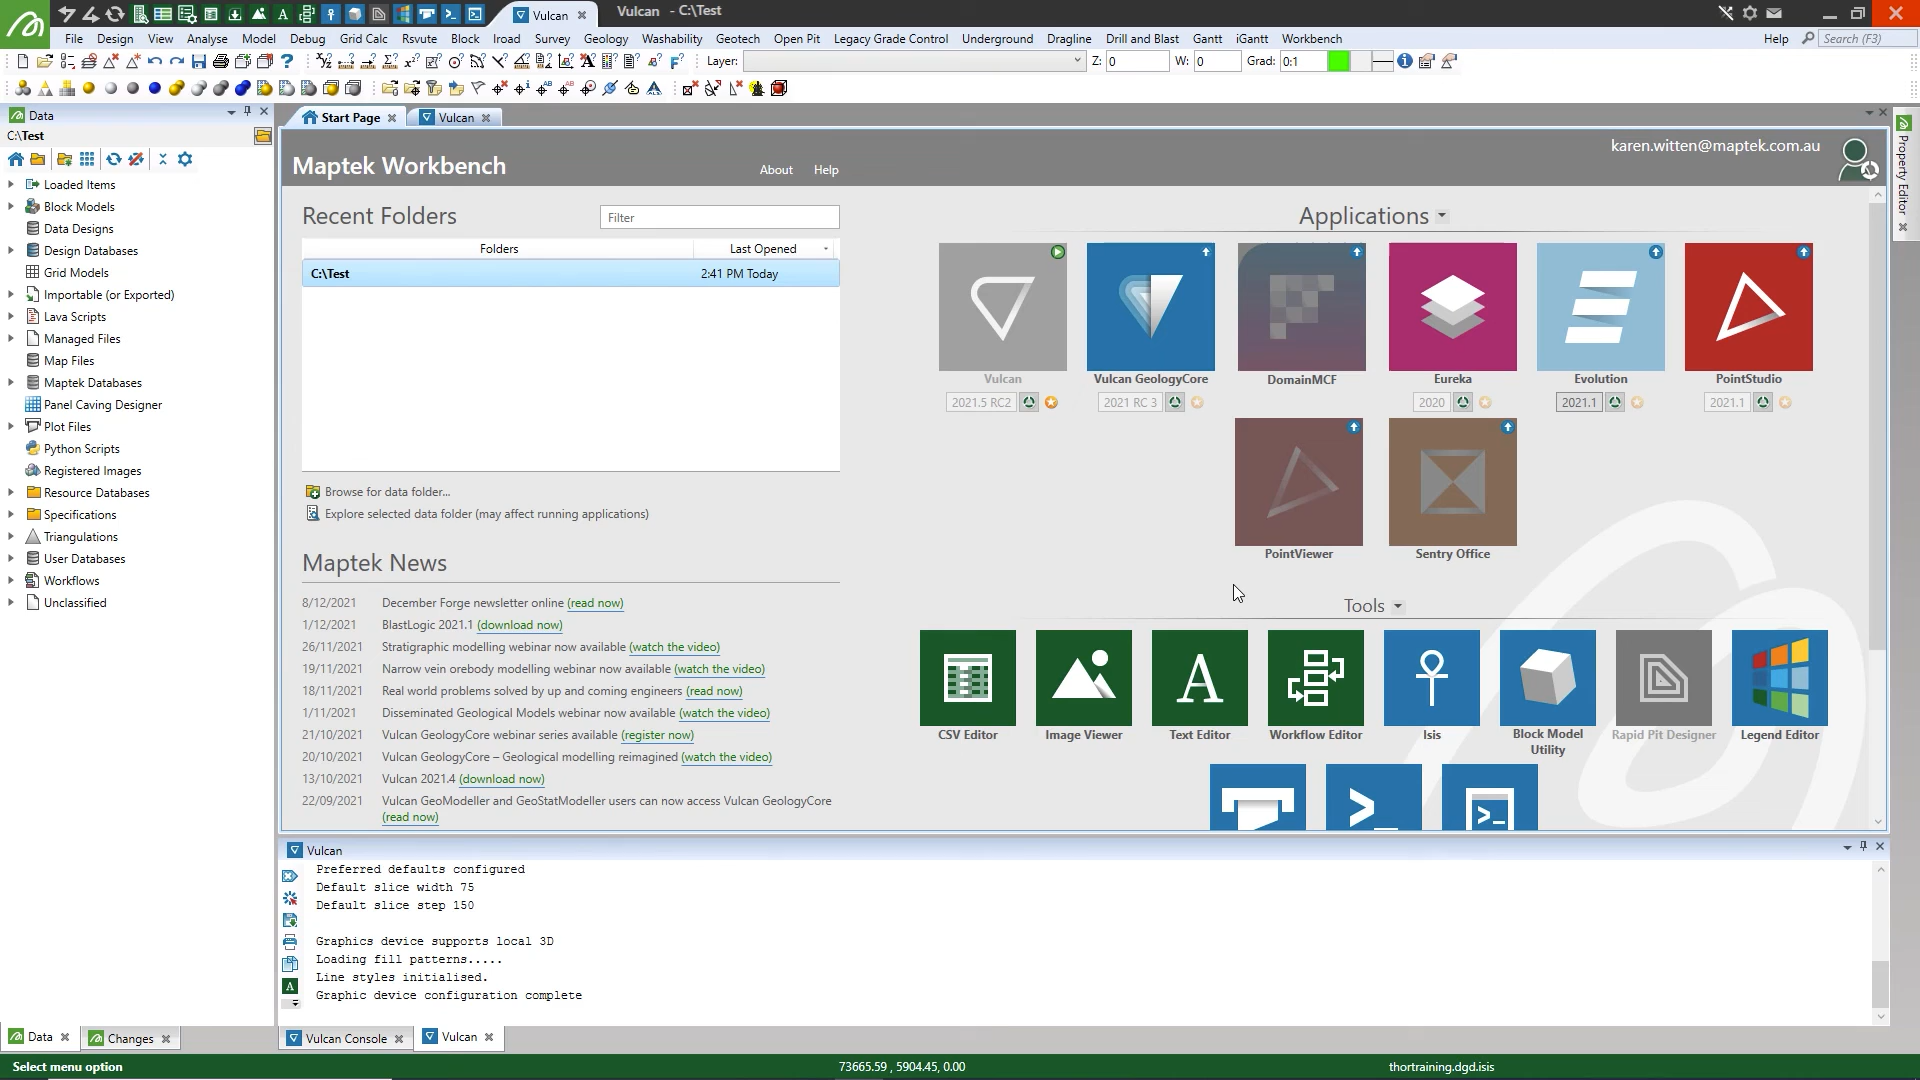 Vulcan
Vulcan - C:\Test
File Design View Analyse Model Debug Grid Calc Rsvute Block Iroad Survey Geology Washability Geotech Open Pit Legacy Grade Control Underground Dragline Drill and Blast Gantt iGantt Workbench Help Search (F3)
Layer: Z: 0 W: 0 Grad: 0:1
Data
C:\Test
Loaded Items
Block Models
Data Designs
Design Databases
Grid Models
Importable (or Exported)
Lava Scripts
Managed Files
Map Files
Maptek Databases
Panel Caving Designer
Plot Files
Python Scripts
Registered Images
Resource Databases
Specifications
Triangulations
User Databases
Workflows
Unclassified
Data Changes
Start Page Vulcan
Maptek Workbench About Help
karen.witten@maptek.com.au
Property Editor
Recent Folders Filter
Folders Last Opened
C:\Test 2:41 PM Today
Browse for data folder...
Explore selected data folder (may affect running applications)
Maptek News
8/12/2021 December Forge newsletter online (read now)
1/12/2021 BlastLogic 2021.1 (download now)
26/11/2021 Stratigraphic modelling webinar now available (watch the video)
19/11/2021 Narrow vein orebody modelling webinar now available (watch the video)
18/11/2021 Real world problems solved by up and coming engineers (read now)
1/11/2021 Disseminated Geological Models webinar now available (watch the video)
21/10/2021 Vulcan GeologyCore webinar series available (register now)
20/10/2021 Vulcan GeologyCore – Geological modelling reimagined (watch the video)
13/10/2021 Vulcan 2021.4 (download now)
22/09/2021 Vulcan GeoModeller and GeoStatModeller users can now access Vulcan GeologyCore
(read now)
Applications
Vulcan Vulcan GeologyCore DomainMCF Eureka Evolution PointStudio
2021.5 RC2 2021 RC 3 2020 2021.1 2021.1
PointViewer Sentry Office
Tools
CSV Editor Image Viewer Text Editor Workflow Editor Isis Block Model Utility Rapid Pit Designer Legend Editor
Vulcan
Preferred defaults configured
Default slice width 75
Default slice step 150
Graphics device supports local 3D
Loading fill patterns.....
Line styles initialised.
Graphic device configuration complete
Vulcan Console Vulcan
Select menu option 73665.59 , 5904.45, 0.00 thortraining.dgd.isis